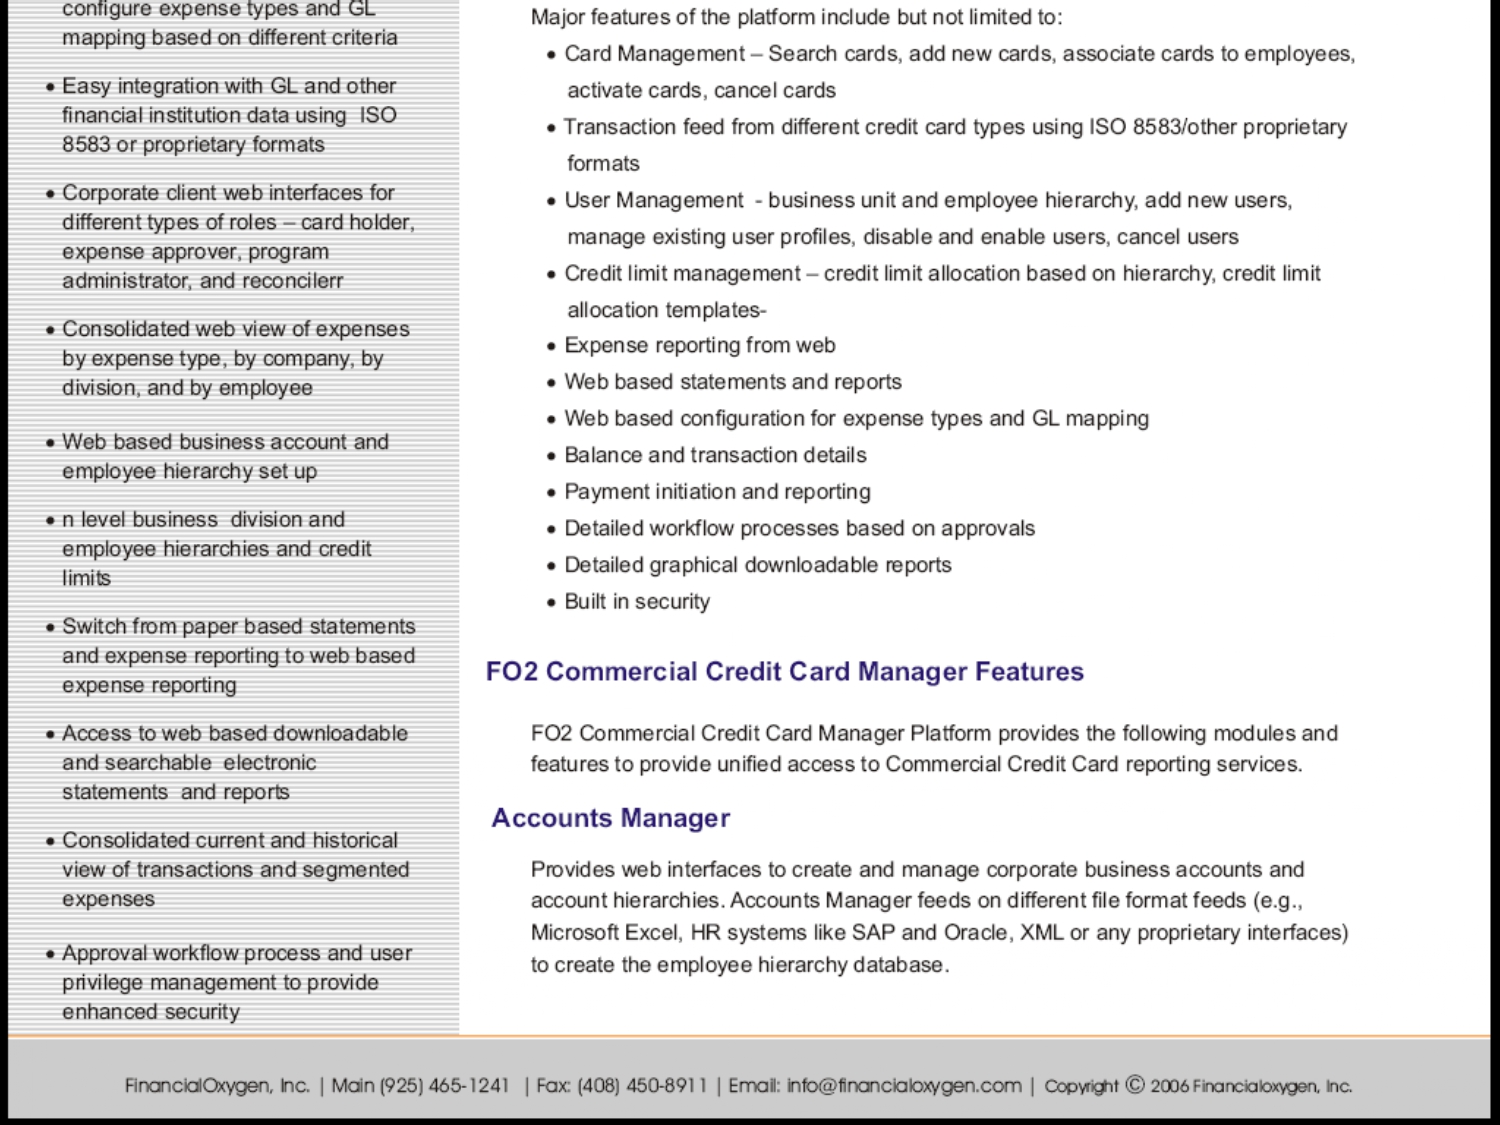 configure expense types and GL
mapping based on different criteria
• Easy integration with GL and other
financial institution data using  ISO
8583 or proprietary formats
• Corporate client web interfaces for
different types of roles – card holder,
expense approver, program
administrator, and reconcilerr
• Consolidated web view of expenses
by expense type, by company, by
division, and by employee
• Web based business account and
employee hierarchy set up
• n level business  division and
employee hierarchies and credit
limits
• Switch from paper based statements
and expense reporting to web based
expense reporting
• Access to web based downloadable
and searchable  electronic
statements  and reports
• Consolidated current and historical
view of transactions and segmented
expenses
• Approval workflow process and user
privilege management to provide
enhanced security
Major features of the platform include but not limited to:
• Card Management – Search cards, add new cards, associate cards to employees,
activate cards, cancel cards
• Transaction feed from different credit card types using ISO 8583/other proprietary
formats
• User Management  - business unit and employee hierarchy, add new users,
manage existing user profiles, disable and enable users, cancel users
• Credit limit management – credit limit allocation based on hierarchy, credit limit
allocation templates-
• Expense reporting from web
• Web based statements and reports
• Web based configuration for expense types and GL mapping
• Balance and transaction details
• Payment initiation and reporting
• Detailed workflow processes based on approvals
• Detailed graphical downloadable reports
• Built in security
FO2 Commercial Credit Card Manager Features
FO2 Commercial Credit Card Manager Platform provides the following modules and
features to provide unified access to Commercial Credit Card reporting services.
Accounts Manager
Provides web interfaces to create and manage corporate business accounts and
account hierarchies. Accounts Manager feeds on different file format feeds (e.g.,
Microsoft Excel, HR systems like SAP and Oracle, XML or any proprietary interfaces)
to create the employee hierarchy database.
FinancialOxygen, Inc. | Main (925) 465-1241  | Fax: (408) 450-8911 | Email: info@financialoxygen.com | Copyright © 2006 Financialoxygen, Inc.